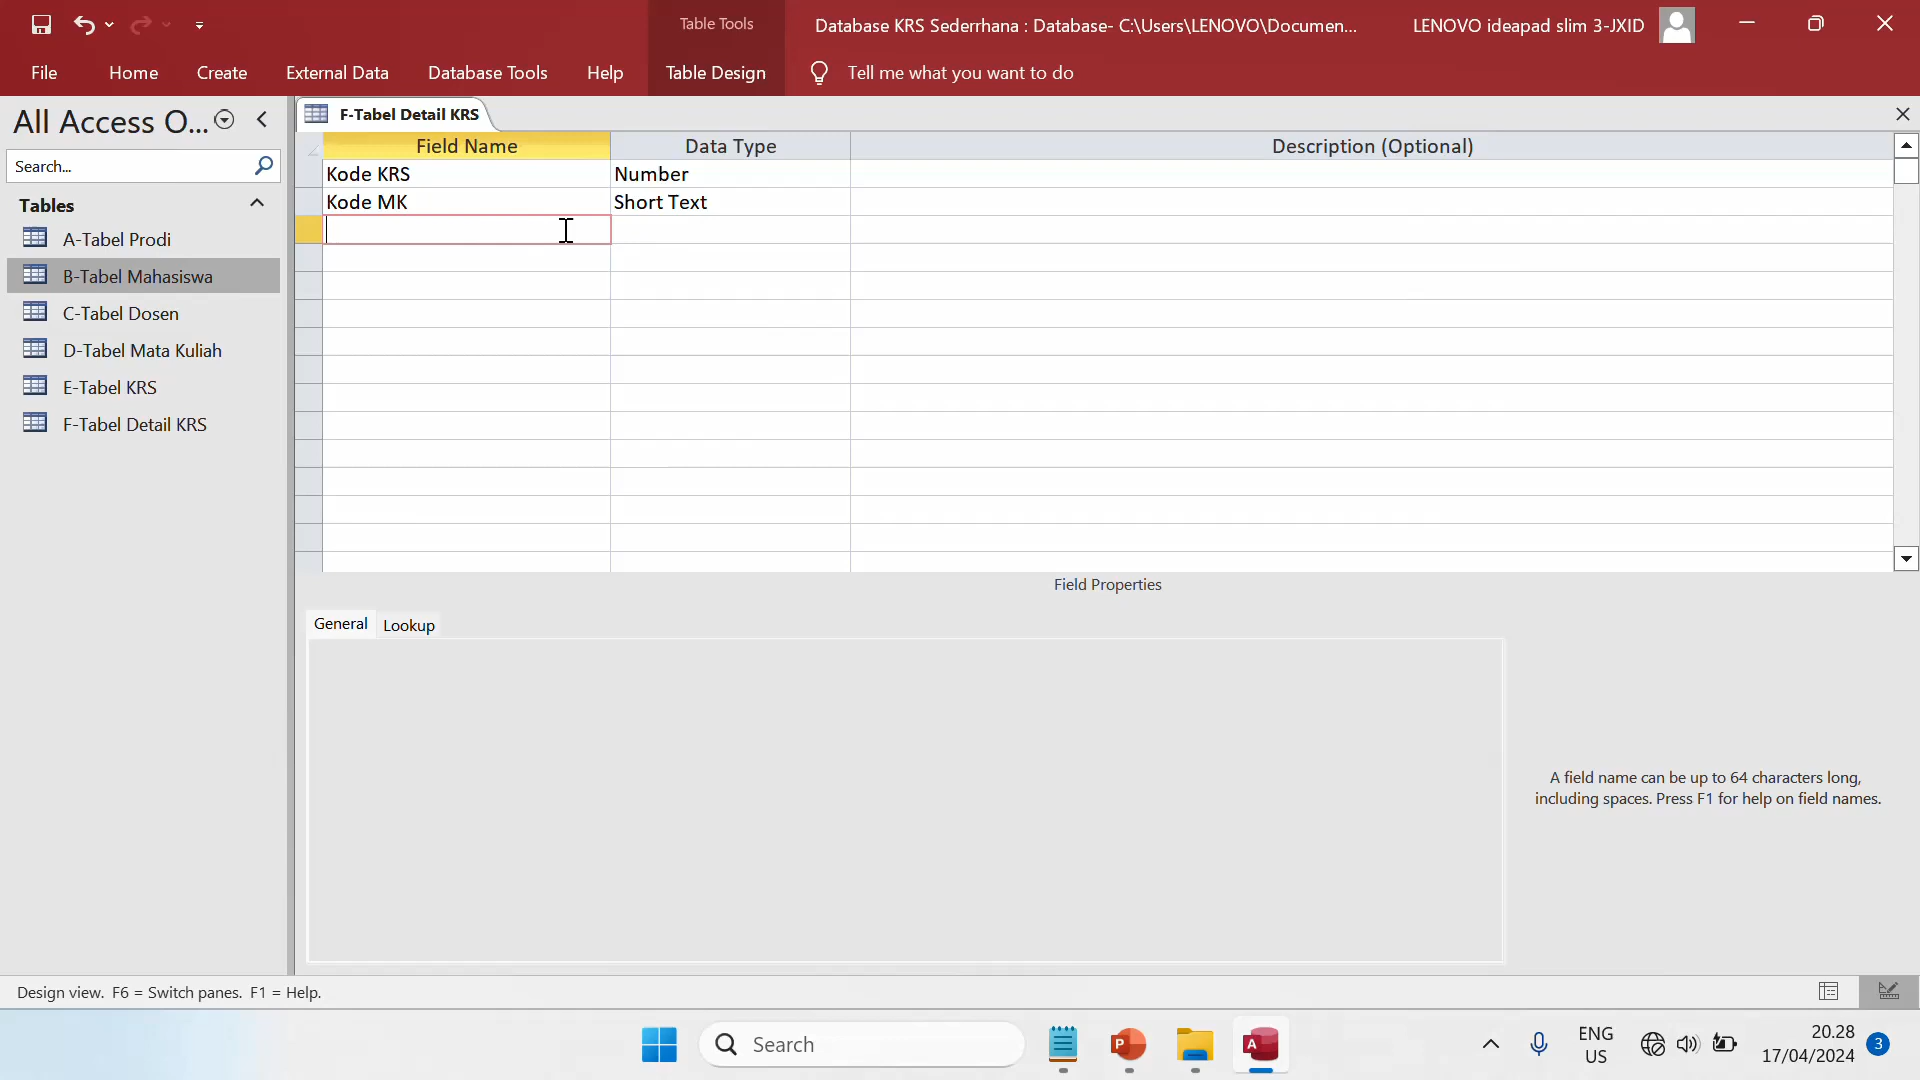 Table Tools
Database KRS Sederrhana : Database- C:\Users\LENOVO\Documen...
LENOVO ideapad slim 3-JXID
File
Home
Create
External Data
Database Tools
Help
Table Design
Tell me what you want to do
All Access O...
Search...
Tables
A-Tabel Prodi
B-Tabel Mahasiswa
C-Tabel Dosen
D-Tabel Mata Kuliah
E-Tabel KRS
F-Tabel Detail KRS
F-Tabel Detail KRS
Field Name
Data Type
Description (Optional)
Kode KRS
Number
Kode MK
Short Text
Field Properties
General
Lookup
A field name can be up to 64 characters long,
including spaces. Press F1 for help on field names.
Design view. F6 = Switch panes. F1 = Help.
Search
P
A
ENG
US
20.28
17/04/2024
3